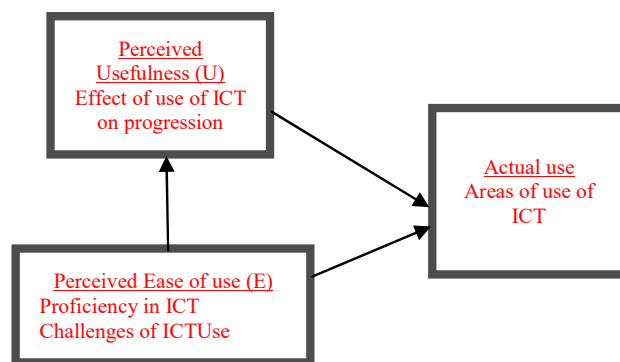 Perceived
Usefulness (U)
Effect of use of ICT
on progression
Actual use
Areas of use of
ICT
Perceived Ease of use (E)
Proficiency in ICT
Challenges of ICTUse